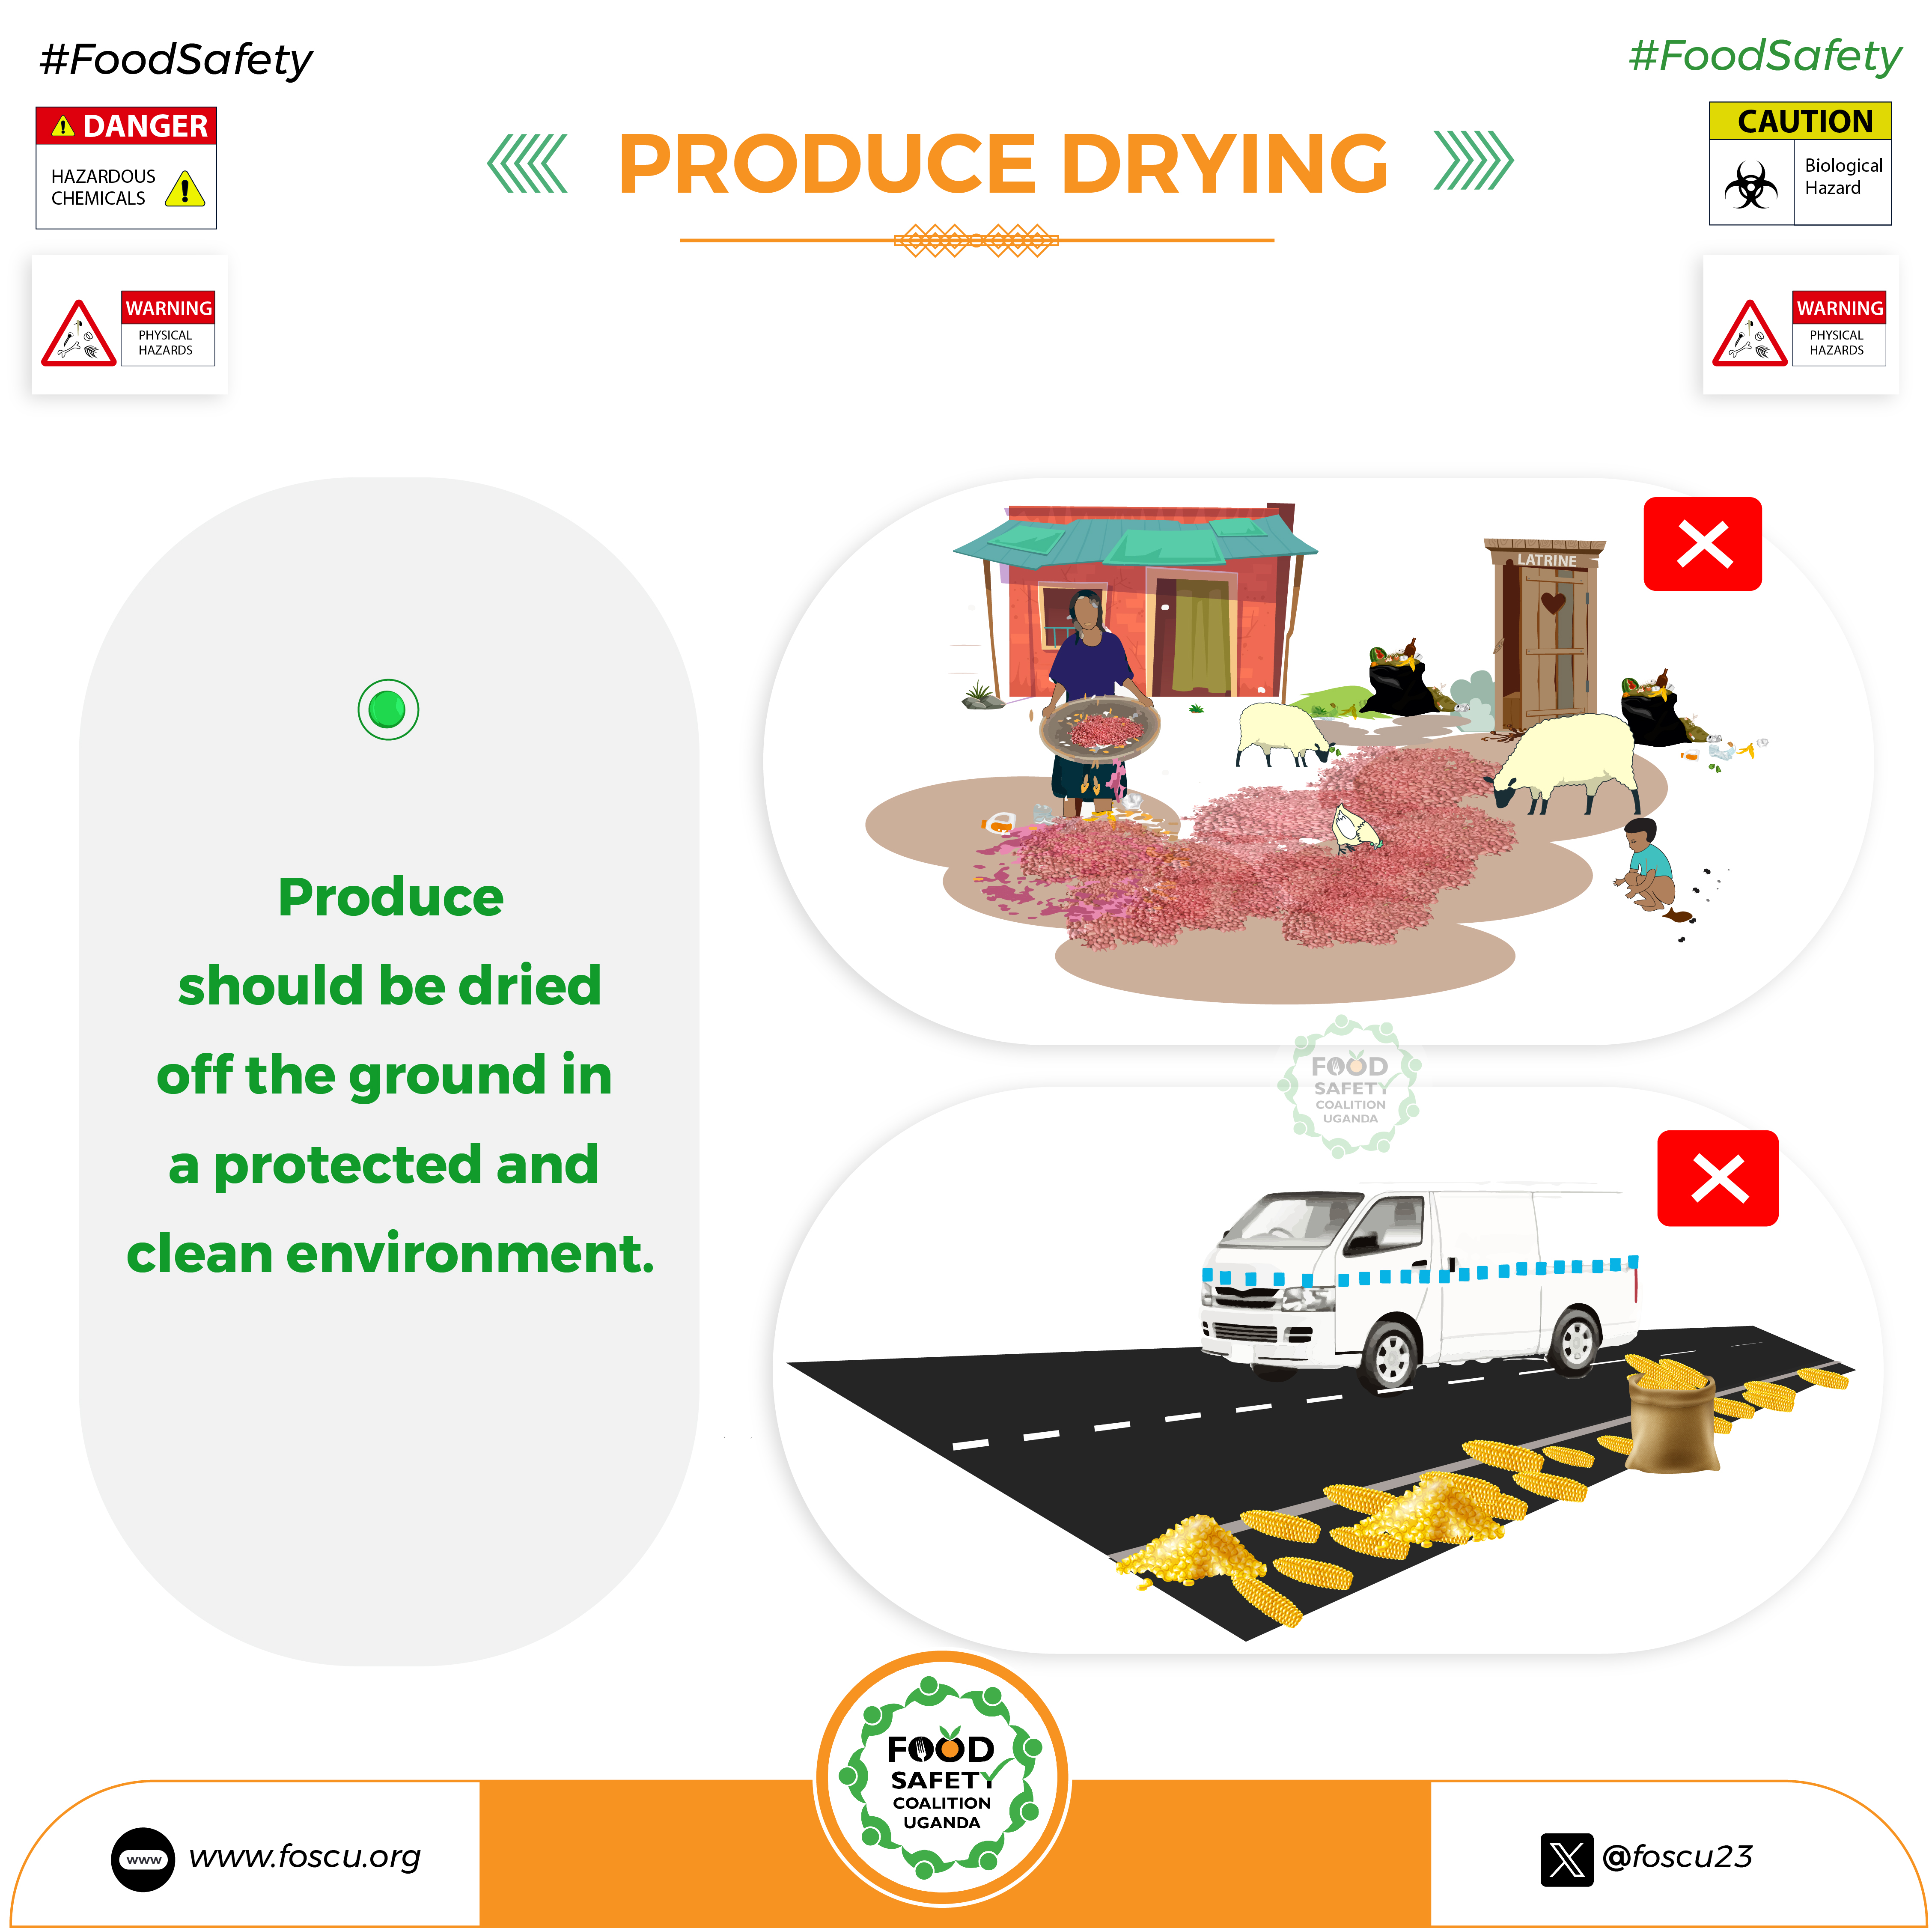 #FoodSafety
#FoodSafety
DANGER
HAZARDOUS
CHEMICALS
PRODUCE DRYING
CAUTION
Biological
Hazard
WARNING
PHYSICAL
HAZARDS
WARNING
PHYSICAL
HAZARDS
LATRINE
Produce
should be dried
off the ground in
a protected and
clean environment.
FOOD
SAFETY
COALITION
UGANDA
FOOD
SAFETY
COALITION
UGANDA
www
www.foscu.org
@foscu23